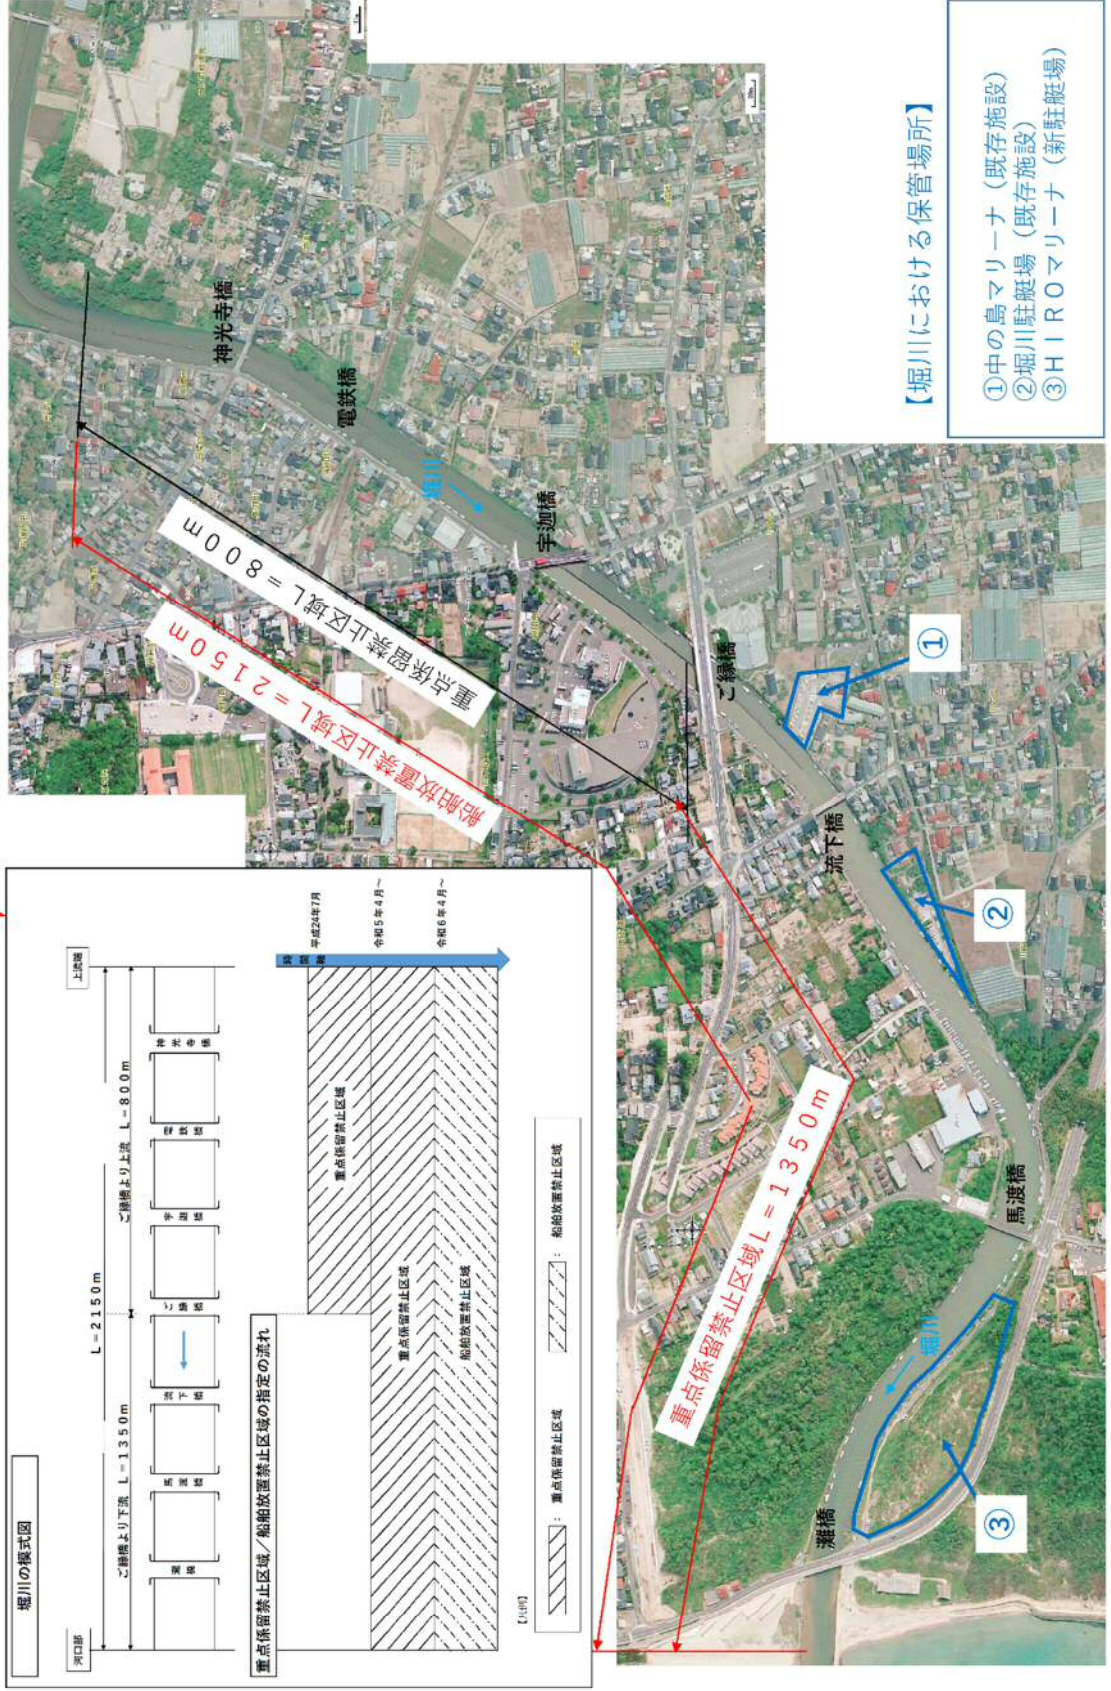 堀川の模式図
河口部
上流端
L=2150m
ご縁橋より下流 L=1350m
ご縁橋より上流 L=800m
灘橋
馬渡橋
流下橋
ご縁橋
宇迦橋
電鉄橋
神光寺橋
重点係留禁止区域/船舶放置禁止区域の指定の流れ
時間軸
平成24年7月
令和5年4月~
令和6年4月~
重点係留禁止区域
重点係留禁止区域
船舶放置禁止区域
【凡例】
: 重点係留禁止区域
: 船舶放置禁止区域
船舶放置禁止区域L=2150m
重点係留禁止区域L=800m
重点係留禁止区域L=1350m
神光寺橋
電鉄橋
堀川
宇迦橋
ご縁橋
流下橋
馬渡橋
堀川
灘橋
①
②
③
【堀川における保管場所】
①中の島マリーナ(既存施設)
②堀川駐艇場(既存施設)
③HIROマリーナ(新駐艇場)